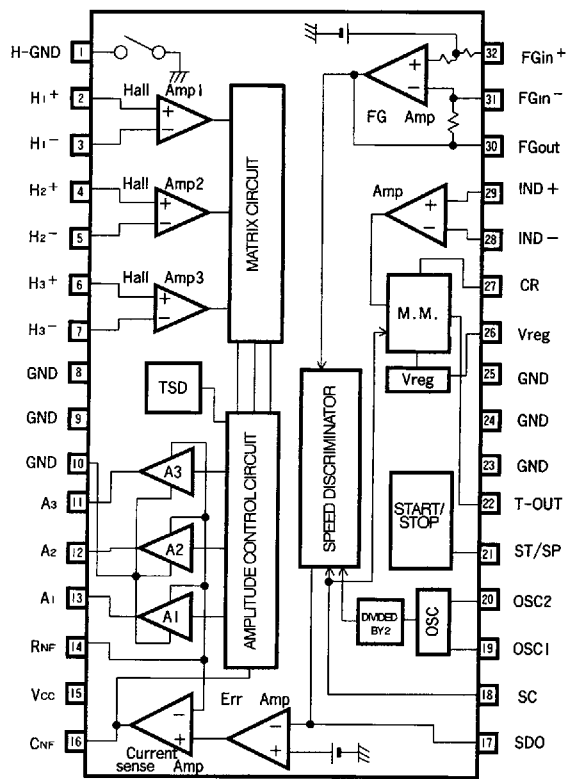 H-GND 1
H1+ 2
H1− 3
H2+ 4
H2− 5
H3+ 6
H3− 7
GND 8
GND 9
GND 10
A3 11
A2 12
A1 13
RNF 14
VCC 15
CNF 16
Hall Amp1
+
−
Hall Amp2
+
−
Hall Amp3
+
−
MATRIX CIRCUIT
TSD
AMPLITUDE CONTROL CIRCUIT
A3
A2
A1
−
+
Current
sense Amp
Err Amp
−
+
+
−
FG Amp
Amp
+
−
M.M.
Vreg
SPEED DISCRIMINATOR
START/
STOP
DIVIDED
BY2
OSC
32 FGin+
31 FGin−
30 FGout
29 IND+
28 IND−
27 CR
26 Vreg
25 GND
24 GND
23 GND
22 T-OUT
21 ST/SP
20 OSC2
19 OSC1
18 SC
17 SDO